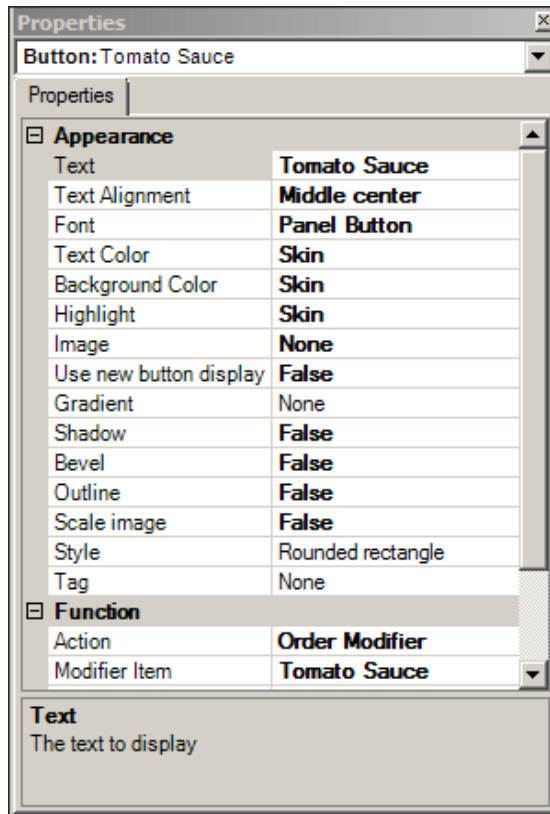 Properties
Button: Tomato Sauce
Properties
Appearance
Text Tomato Sauce
Text Alignment Middle center
Font Panel Button
Text Color Skin
Background Color Skin
Highlight Skin
Image None
Use new button display False
Gradient None
Shadow False
Bevel False
Outline False
Scale image False
Style Rounded rectangle
Tag None
Function
Action Order Modifier
Modifier Item Tomato Sauce
Text
The text to display